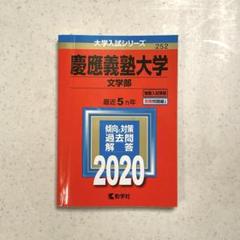 大学入試シリーズ
252
慶應義塾大学
文学部
最近5ヵ年
傾向と対策
過去問
解答
2020
教学社